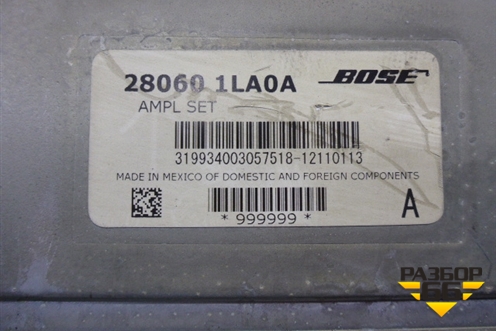 28060 1LA0A BOSE
AMPL SET
319934003057518-12110113
MADE IN MEXICO OF DOMESTIC AND FOREIGN COMPONENTS
* 999999 * A
РАЗБОР
66